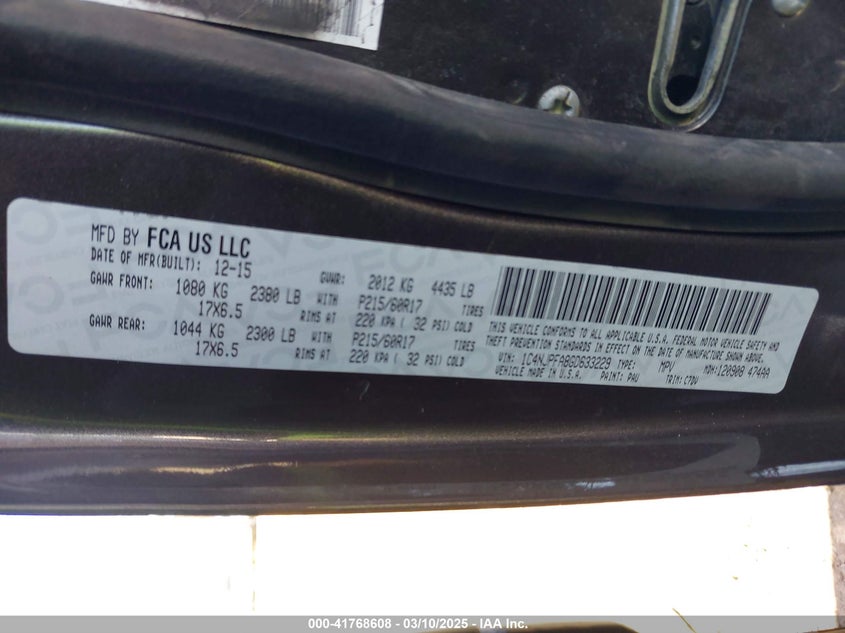 MFD BY FCA US LLC
DATE OF MFR(BUILT): 12-15 GVWR: 2012 KG 4435 LB
GAWR FRONT: 1080 KG 2380 LB WITH P215/60R17 TIRES
17X6.5 RIMS AT 220 KPA ( 32 PSI) COLD
GAWR REAR: 1044 KG 2300 LB WITH P215/60R17 TIRES
17X6.5 RIMS AT 220 KPA ( 32 PSI) COLD
THIS VEHICLE CONFORMS TO ALL APPLICABLE U.S.A. FEDERAL MOTOR VEHICLE SAFETY AND
THEFT PREVENTION STANDARDS IN EFFECT ON THE DATE OF MANUFACTURE SHOWN ABOVE.
VIN: 1C4NJPFA8GD633229 TYPE: MPV MDH:120808 474AA
VEHICLE MADE IN U.S.A. PAINT: PAU TRIM: C7DV
000-41768608 - 03/10/2025 - IAA Inc.